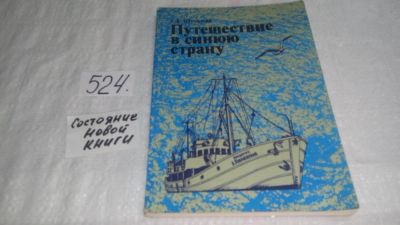 Путешествие
в синюю
страну
524.
Состояние
новой
книги